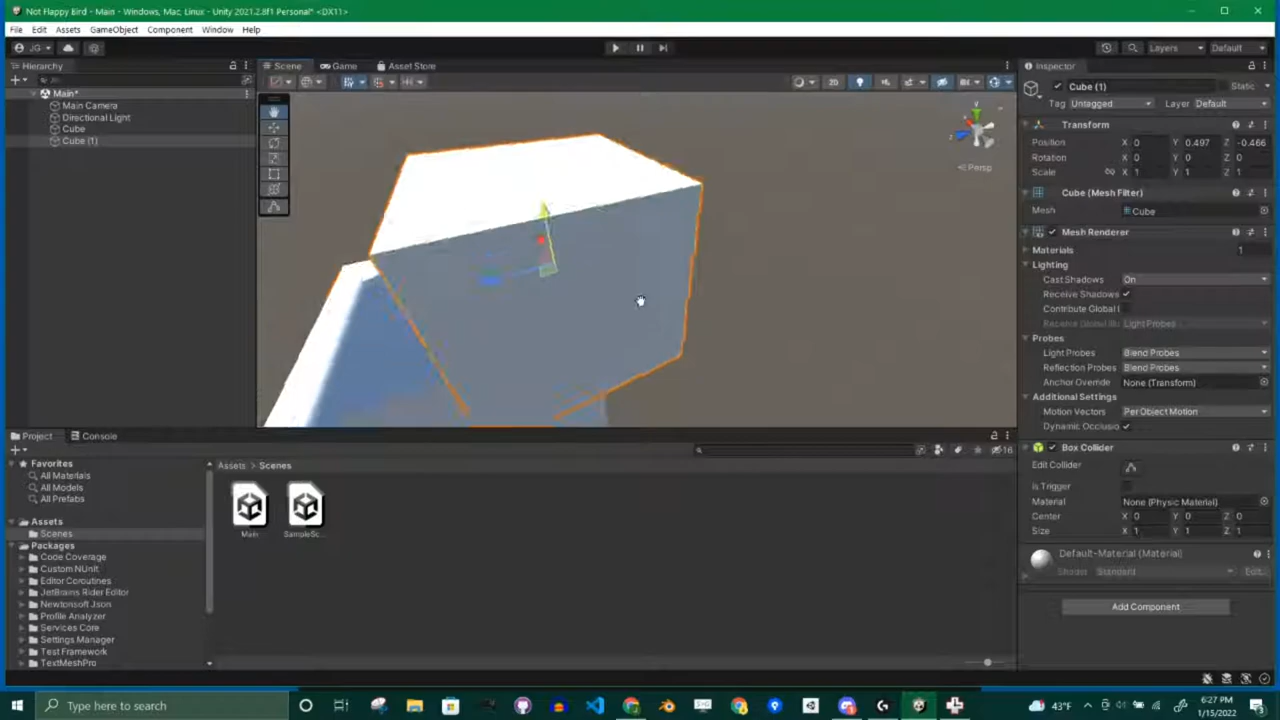 Not Flappy Bird - Main - Windows, Mac, Linux - Unity 2021.2.8f1 Personal* <DX11>
File Edit Assets GameObject Component Window Help
JG Layers Default
Hierarchy
All
Main*
Main Camera
Directional Light
Cube
Cube (1)
Scene Game Asset Store
2D
y
z
Persp
Inspector
Cube (1) Static
Tag Untagged Layer Default
Transform
Position X 0 Y 0.497 Z -0.466
Rotation X 0 Y 0 Z 0
Scale X 1 Y 1 Z 1
Cube (Mesh Filter)
Mesh Cube
Mesh Renderer
Materials 1
Lighting
Cast Shadows On
Receive Shadows
Contribute Global I
Receive Global Illu Light Probes
Probes
Light Probes Blend Probes
Reflection Probes Blend Probes
Anchor Override None (Transform)
Additional Settings
Motion Vectors Per Object Motion
Dynamic Occlusio
Box Collider
Edit Collider
Is Trigger
Material None (Physic Material)
Center X 0 Y 0 Z 0
Size X 1 Y 1 Z 1
Default-Material (Material)
Shader Standard Edit...
Add Component
Project Console
16
Favorites
All Materials
All Models
All Prefabs
Assets
Scenes
Packages
Code Coverage
Custom NUnit
Editor Coroutines
JetBrains Rider Editor
Newtonsoft Json
Profile Analyzer
Services Core
Settings Manager
Test Framework
TextMeshPro
Assets > Scenes
Main SampleSc...
Type here to search
43°F
6:27 PM
1/15/2022